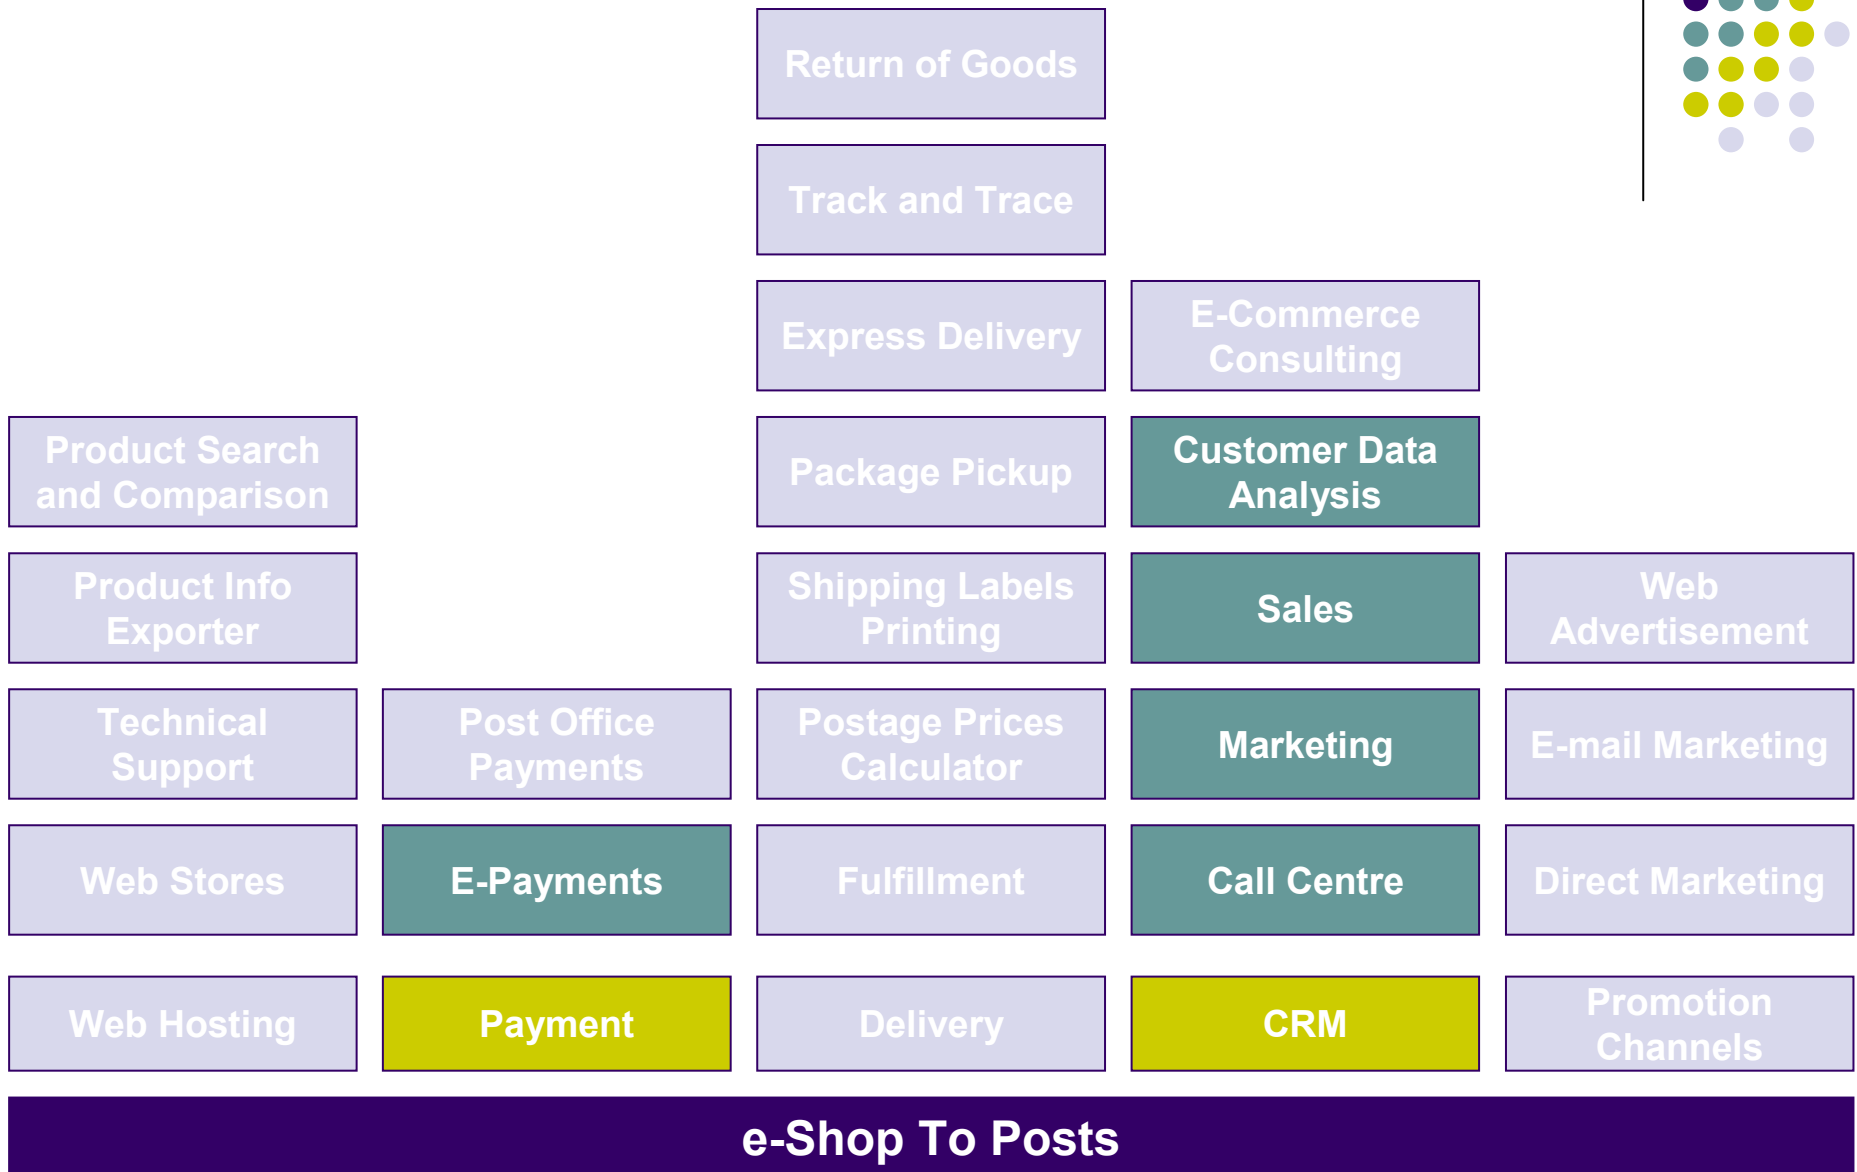 Return of Goods
Track and Trace
Express Delivery
E-Commerce
Consulting
Product Search
and Comparison
Package Pickup
Customer Data
Analysis
Product Info
Exporter
Shipping Labels
Printing
Sales
Web
Advertisement
Technical
Support
Post Office
Payments
Postage Prices
Calculator
Marketing
E-mail Marketing
Web Stores
E-Payments
Fulfillment
Call Centre
Direct Marketing
Web Hosting
Payment
Delivery
CRM
Promotion
Channels
e-Shop To Posts